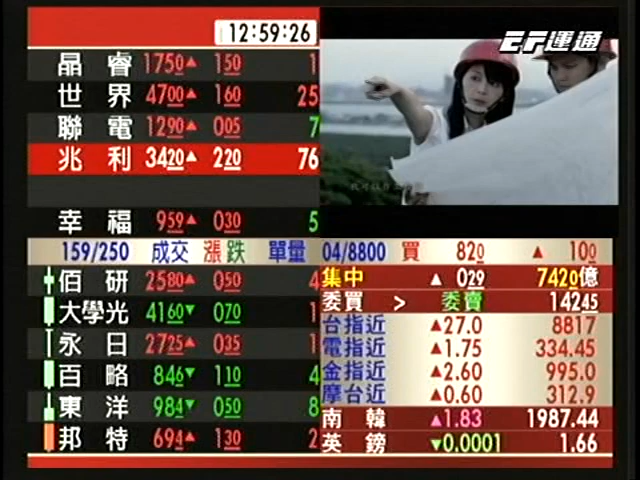 12:59:26
EF運通
晶睿 1750▲ 150 1
世界 4700▲ 160 25
聯電 1290▲ 005 7
兆利 3420▲ 220 76
幸福 959▲ 030 5
159/250 成交 漲跌 單量
佰研 2580▲ 050 4
大學光 4160▼ 070 1
永日 2725▲ 035 1
百略 846▼ 110 4
東洋 984▼ 050 8
邦特 694▲ 130 2
04/8800 買 820 ▲ 100
集中 ▲ 029 7420億
委買 > 委賣 14245
台指近 ▲27.0 8817
電指近 ▲1.75 334.45
金指近 ▲2.60 995.0
摩台近 ▲0.60 312.9
南韓 ▲1.83 1987.44
英鎊 ▼0.0001 1.66